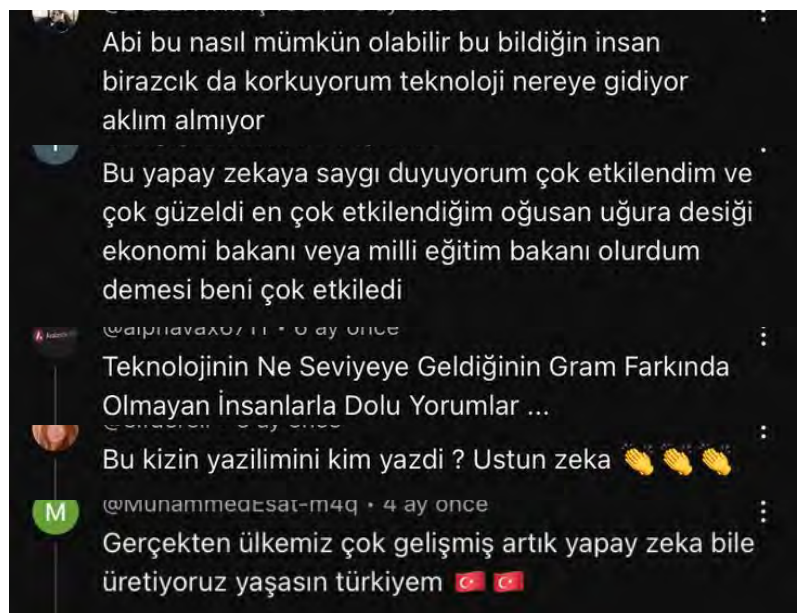 Abi bu nasıl mümkün olabilir bu bildiğin insan
birazcık da korkuyorum teknoloji nereye gidiyor
aklım almıyor
Bu yapay zekaya saygı duyuyorum çok etkilendim ve
çok güzeldi en çok etkilendiğim oğusan uğura desiği
ekonomi bakanı veya milli eğitim bakanı olurdum
demesi beni çok etkiledi
@alphavax6711 • 6 ay önce
Teknolojinin Ne Seviyeye Geldiğinin Gram Farkında
Olmayan İnsanlarla Dolu Yorumlar ...
Bu kizin yazilimini kim yazdi ? Ustun zeka 👏👏👏
M
@MuhammedEsat-m4q • 4 ay önce
Gerçekten ülkemiz çok gelişmiş artık yapay zeka bile
üretiyoruz yaşasın türkiyem 🇹🇷 🇹🇷